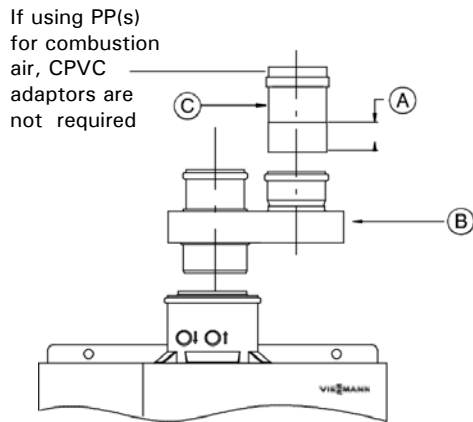 If using PP(s)
for combustion
air, CPVC
adaptors are
not required
C
A
B
VIESMANN